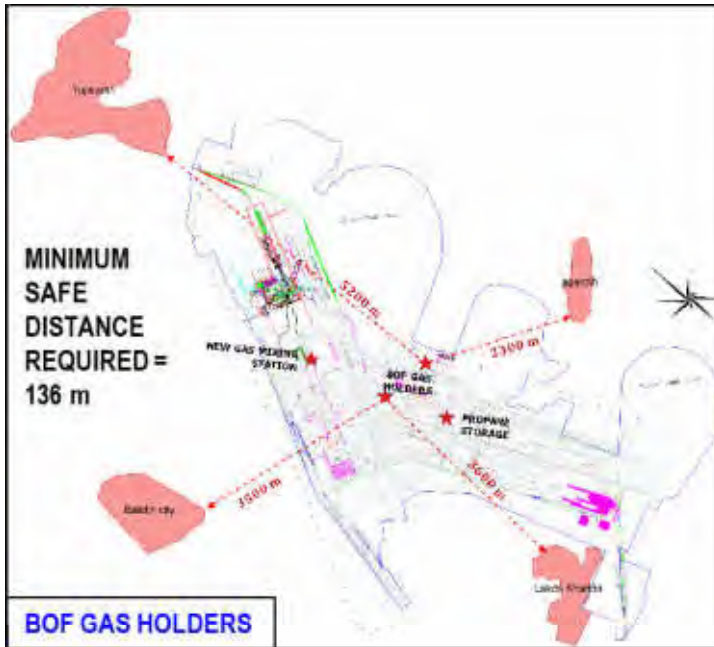 MINIMUM
SAFE
DISTANCE
REQUIRED =
136 m
5200 m
2300 m
NEW GAS MIXING
STATION
BOF GAS
HOLDERS
PROPANE
STORAGE
3500 m
3600 m
BOF GAS HOLDERS